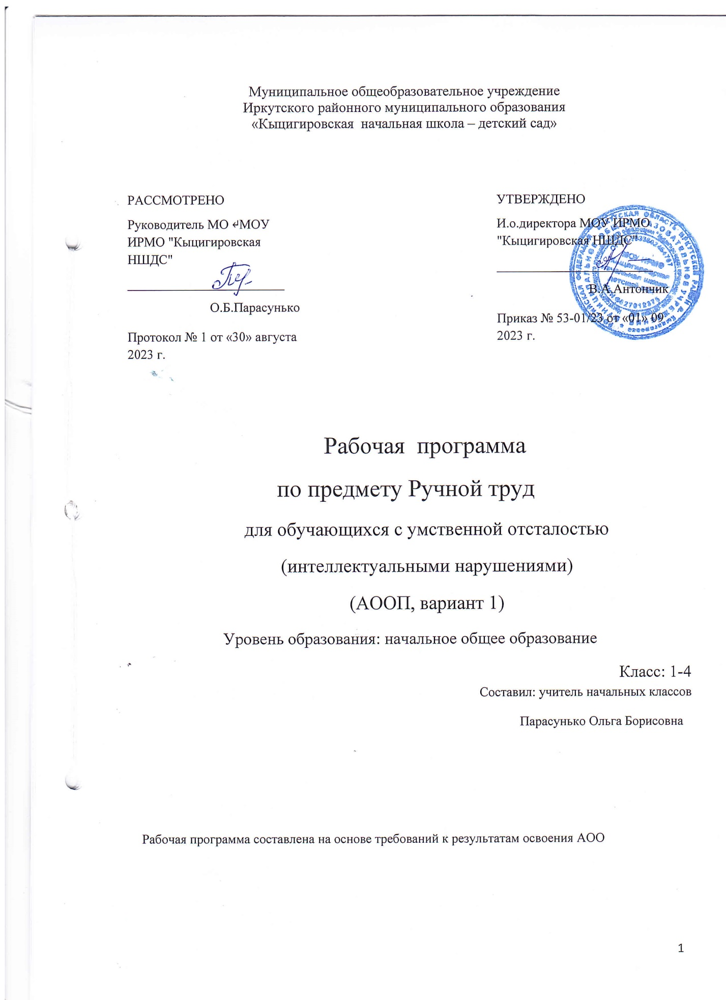 Муниципальное общеобразовательное учреждение
Иркутского районного муниципального образования
«Кыцигировская начальная школа – детский сад»
РАССМОТРЕНО
Руководитель МО ↵МОУ
ИРМО "Кыцигировская
НШДС"
О.Б.Парасунько
Протокол № 1 от «30» августа
2023 г.
УТВЕРЖДЕНО
И.о.директора МОУ ИРМО
"Кыцигировская НШДС"
В.А.Антончик
Приказ № 53-01/23 от «01» 09
2023 г.
Рабочая программа
по предмету Ручной труд
для обучающихся с умственной отсталостью
(интеллектуальными нарушениями)
(АООП, вариант 1)
Уровень образования: начальное общее образование
Класс: 1-4
Составил: учитель начальных классов
Парасунько Ольга Борисовна
Рабочая программа составлена на основе требований к результатам освоения АОО
1